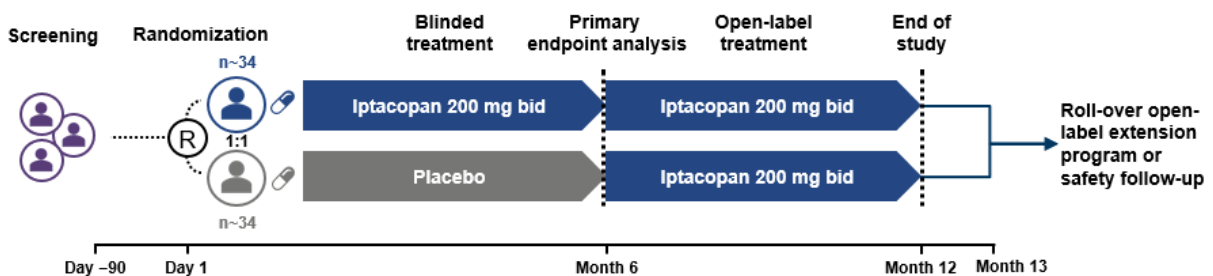 Screening
Randomization
Blinded
treatment
Primary
endpoint analysis
Open-label
treatment
End of
study
n~34
R
1:1
n~34
Iptacopan 200 mg bid
Iptacopan 200 mg bid
Placebo
Iptacopan 200 mg bid
Roll-over open-
label extension
program or
safety follow-up
Day –90
Day 1
Month 6
Month 12
Month 13